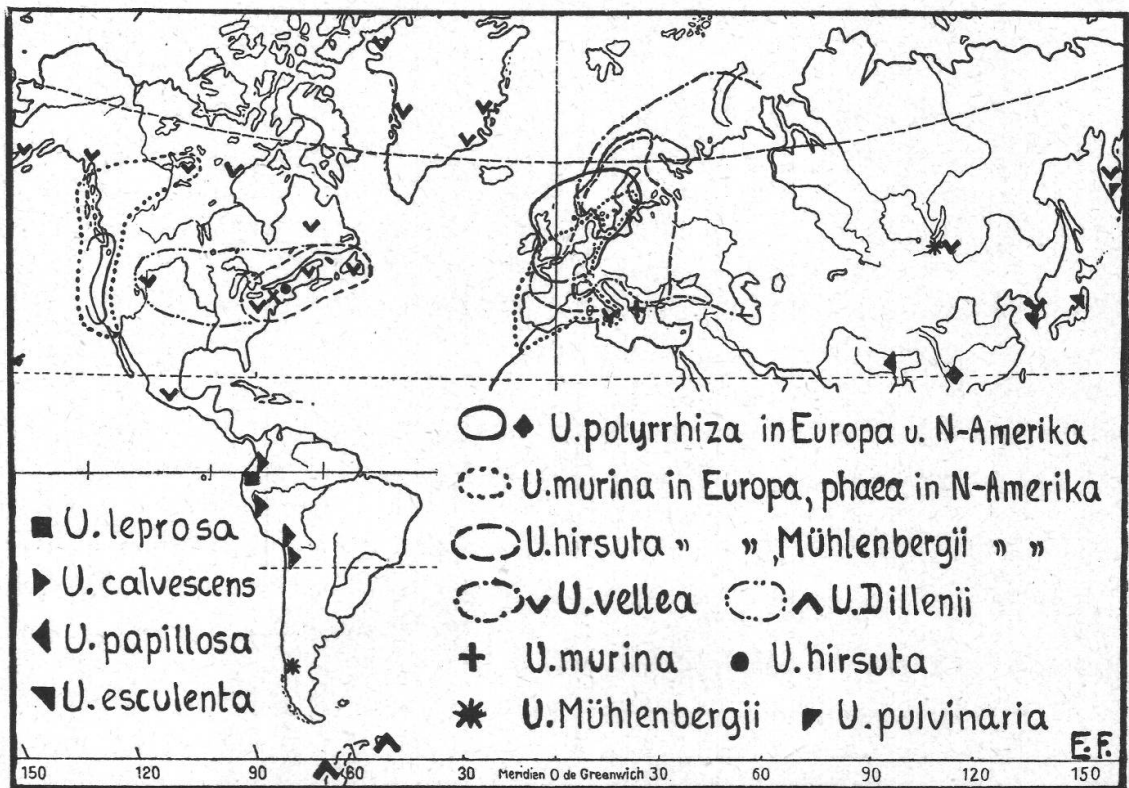 U. polyrrhiza in Europa u. N-Amerika
U. murina in Europa, phaea in N-Amerika
U. hirsuta " " , Mühlenbergii " "
U. vellea U. Dillenii
U. murina U. hirsuta
U. Mühlenbergii U. pulvinaria
U. leprosa
U. calvescens
U. papillosa
U. esculenta
E. F.
150 120 90 60 30 Meridien 0 de Greenwich 30 60 90 120 150